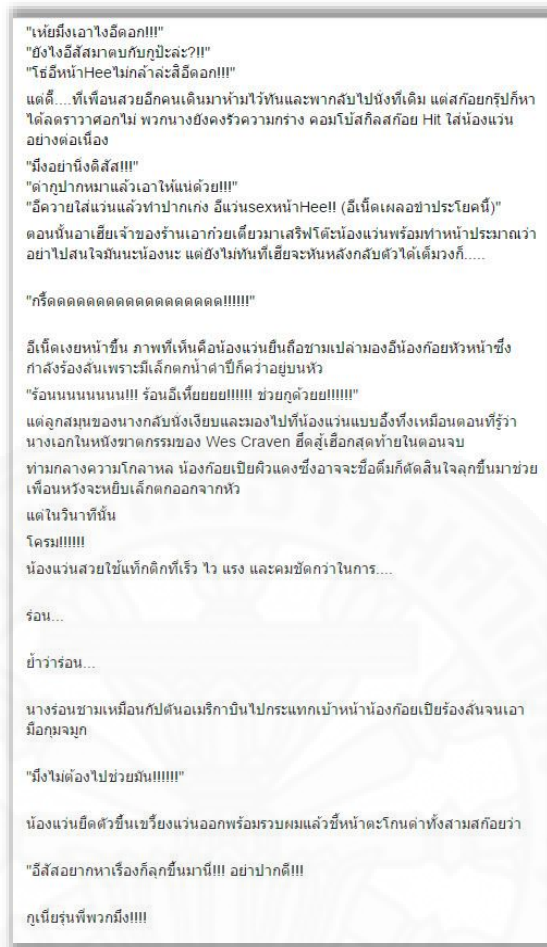 "เห้ยมึงเอาไงอีดอก!!!"
"ยังไงอีสัสมาตบกับกูป้ะล่ะ?!!"
"โธ่อีหน้าHeeไม่กล้าล่ะสิอีดอก!!!"
แต่ดี....ที่เพื่อนสวยอีกคนเดินมาห้ามไว้ทันและพากลับไปนั่งที่เดิม แต่สก๊อยกรุ๊ปก็หา
ได้ลดราวาศอกไม่ พวกนางยังคงรัวความกร่าง คอมโบ้สกิลสก๊อย Hit ใส่น้องแว่น
อย่างต่อเนื่อง
"มึงอย่านิ่งดิสัส!!!"
"ด่ากูปากหมาแล้วเอาให้แน่ด้วย!!!"
"อีควายใส่แว่นแล้วทำปากเก่ง อีแว่นsexหน้าHee!! (อีเนี้ดเผลอขำประโยคนี้)"
ตอนนั้นอาเฮียเจ้าของร้านเอาก๋วยเตี๋ยวมาเสริฟโต๊ะน้องแว่นพร้อมทำหน้าประมาณว่า
อย่าไปสนใจมันนะน้องนะ แต่ยังไม่ทันที่เฮียจะหันหลังกลับตัวได้เต็มวงก็.....
"กรี้ดดดดดดดดดดดดดดดดดดด!!!!!!"
อีเนี้ดเงยหน้าขึ้น ภาพที่เห็นคือน้องแว่นยืนถือชามเปล่ามองอีน้องก๊อยหัวหน้าซึ่ง
กำลังร้องลั่นเพราะมีเล็กตกน้ำดำปี๋ก็คว่ำอยู่บนหัว
"ร้อนนนนนนนน!!! ร้อนอีเหี้ยยยย!!!!!! ช่วยกูด้วยย!!!!!!"
แต่ลูกสมุนของนางกลับนั่งเงียบและมองไปที่น้องแว่นแบบอึ้งทึ่งเหมือนตอนที่รู้ว่า
นางเอกในหนังฆาตกรรมของ Wes Craven ฮึดสู้เฮือกสุดท้ายในตอนจบ
ท่ามกลางความโกลาหล น้องก๊อยเปียผิวแดงซึ่งอาจจะชื่อติ๋มก็ตัดสินใจลุกขึ้นมาช่วย
เพื่อนหวังจะหยิบเล็กตกออกจากหัว
แต่ในวินาทีนั้น
โครม!!!!!!
น้องแว่นสวยใช้แท็กติกที่เร็ว ไว แรง และคมชัดกว่าในการ....
ร่อน...
ย้ำว่าร่อน...
นางร่อนชามเหมือนกัปตันอเมริกาบินไปกระแทกเบ้าหน้าน้องก๊อยเปียร้องลั่นจนเอา
มือกุมจมูก
"มึงไม่ต้องไปช่วยมัน!!!!!!"
น้องแว่นยืดตัวขึ้นเขวี้ยงแว่นออกพร้อมรวบผมแล้วชี้หน้าตะโกนด่าทั้งสามสก๊อยว่า
"อีสัสอยากหาเรื่องก็ลุกขึ้นมานี่!!! อย่าปากดี!!!
กูเนี่ยรุ่นพี่พวกมึง!!!!